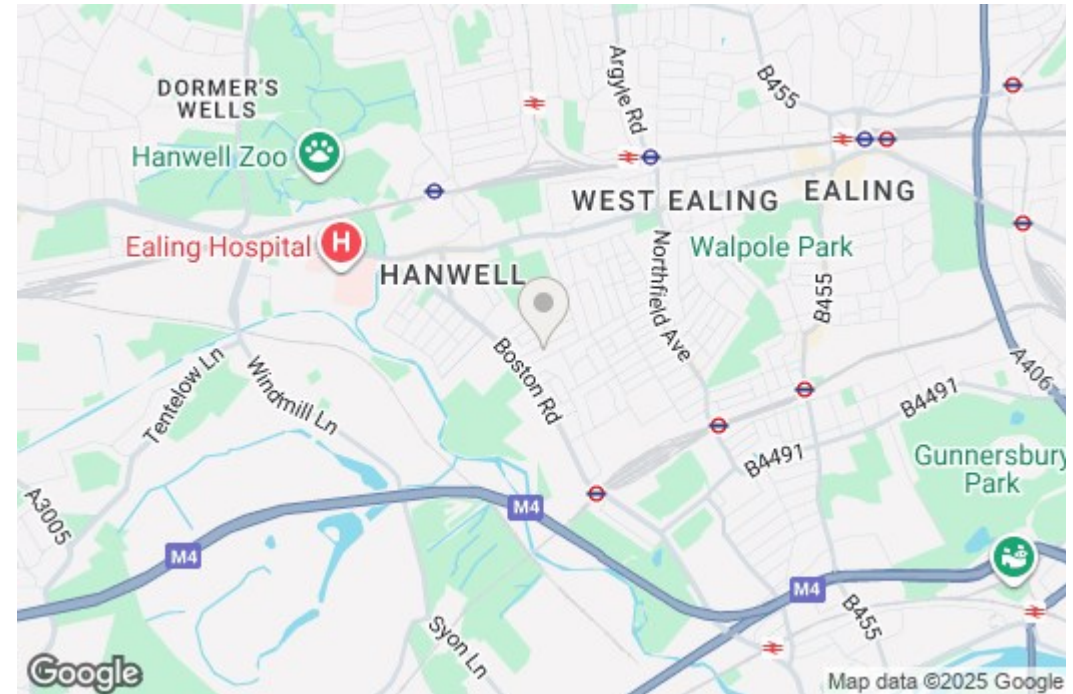 Argyle Rd
B455
DORMER'S
WELLS
Hanwell Zoo
WEST EALING
EALING
Ealing Hospital
H
HANWELL
Northfield Ave
Walpole Park
B455
Boston Rd
A406
Tentelow Ln
Windmill Ln
B4491
B4491
Gunnersbury
Park
A3005
M4
M4
M4
B455
Syon Ln
Google
Map data ©2025 Google